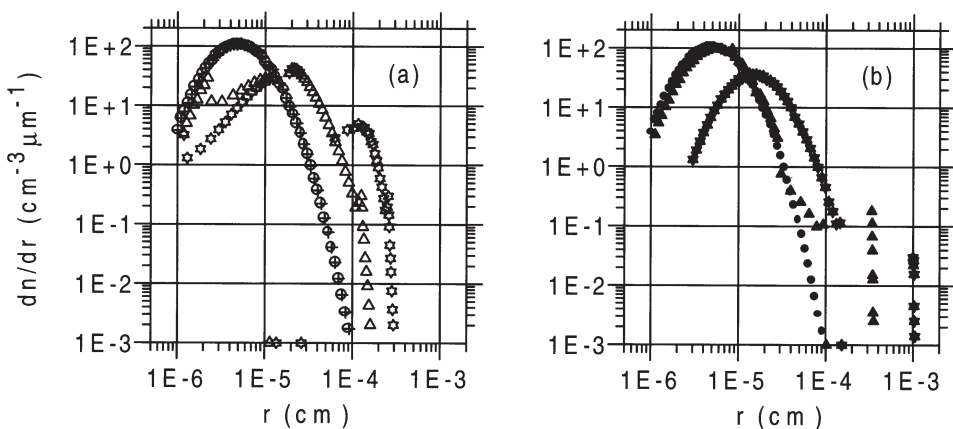 dn/dr (cm⁻³ μm⁻¹)
1E+2
1E+1
1E+0
1E-1
1E-2
1E-3
(a)
1E-6 1E-5 1E-4 1E-3
r (cm)
1E+2
1E+1
1E+0
1E-1
1E-2
1E-3
(b)
1E-6 1E-5 1E-4 1E-3
r (cm)